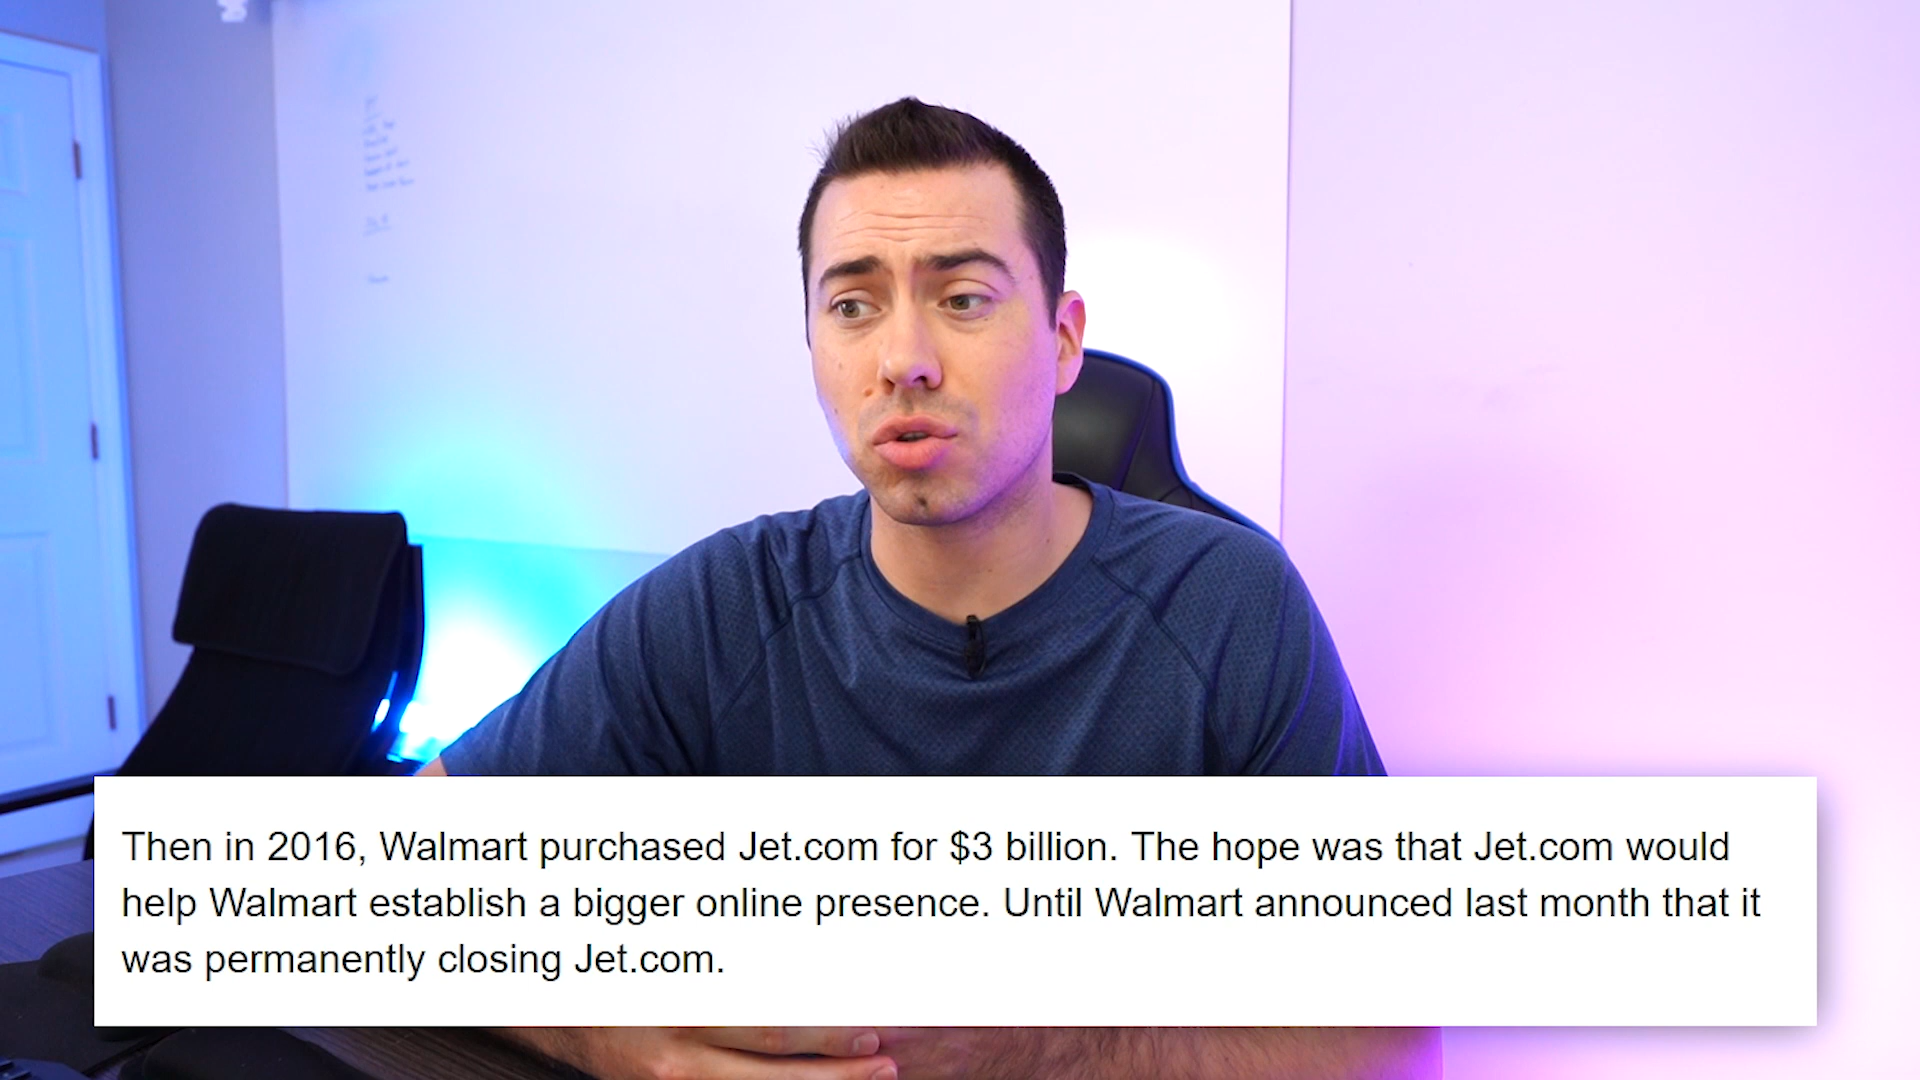 Then in 2016, Walmart purchased Jet.com for $3 billion. The hope was that Jet.com would
help Walmart establish a bigger online presence. Until Walmart announced last month that it
was permanently closing Jet.com.